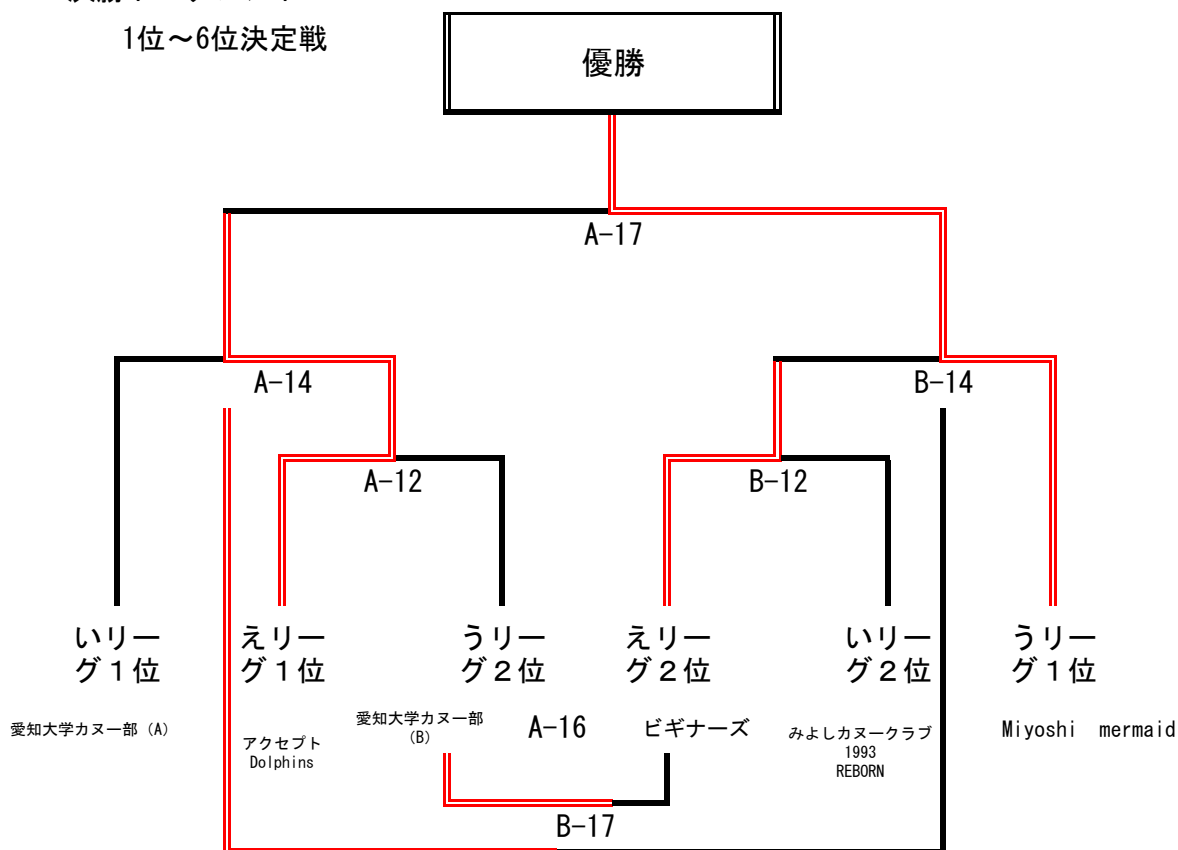 1位～6位決定戦
優勝
A-17
A-14
B-14
A-12
B-12
いリー
グ１位
えリー
グ１位
うリー
グ２位
えリー
グ２位
いリー
グ２位
うリー
グ１位
愛知大学カヌー部（A）
アクセプト
Dolphins
愛知大学カヌー部
（B）
A-16
ビギナーズ
みよしカヌークラブ
1993
REBORN
Miyoshi mermaid
B-17